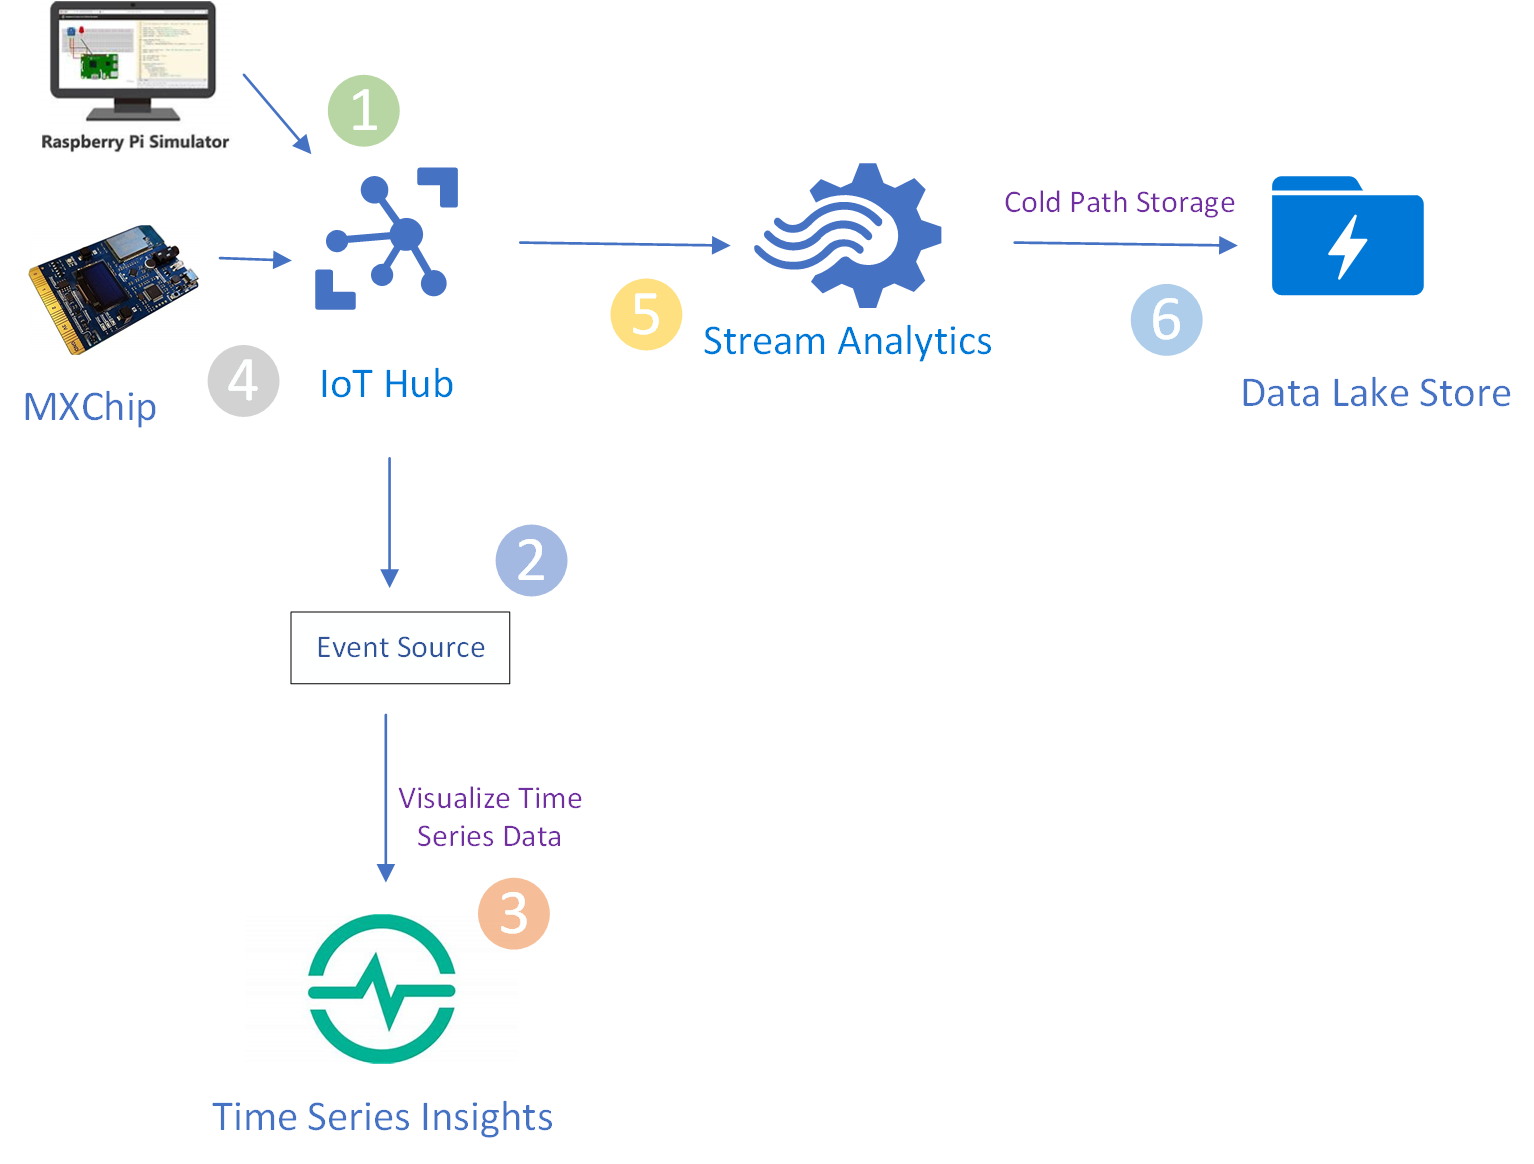 Raspberry Pi Simulator
1
Cold Path Storage
5
6
Stream Analytics
4
IoT Hub
MXChip
Data Lake Store
2
Event Source
Visualize Time
Series Data
3
Time Series Insights